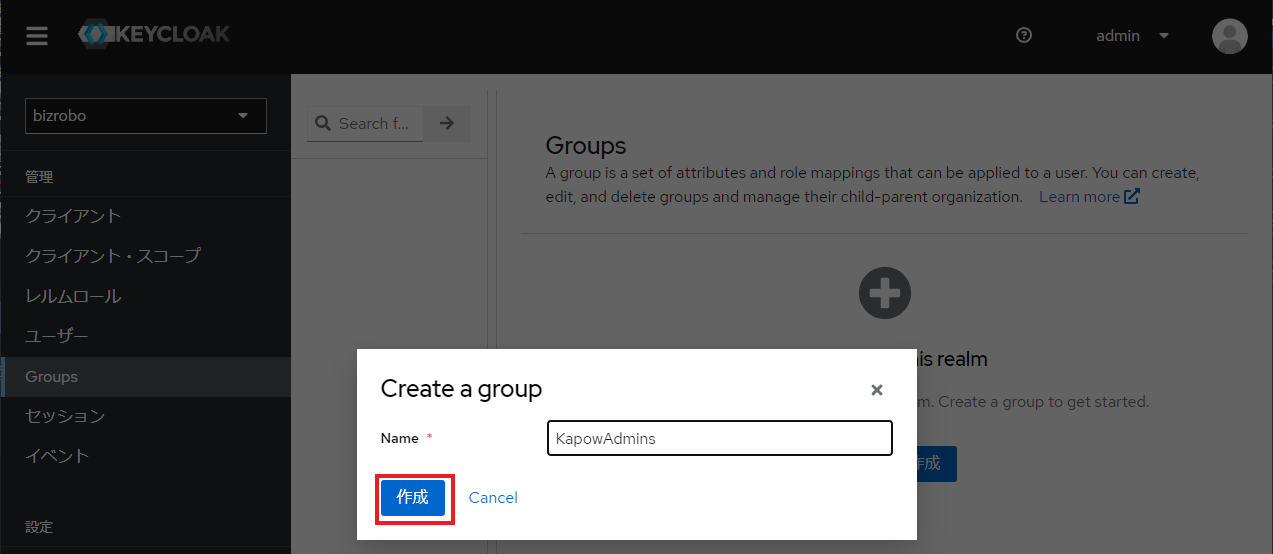 KEYCLOAK
admin
bizrobo
管理
クライアント
クライアント・スコープ
レルムロール
ユーザー
Groups
セッション
イベント
設定
Search f...
Groups
A group is a set of attributes and role mappings that can be applied to a user. You can create,
edit, and delete groups and manage their child-parent organization. Learn more
realm
Create a group to get started.
作成
Create a group
Name *
KapowAdmins
作成
Cancel